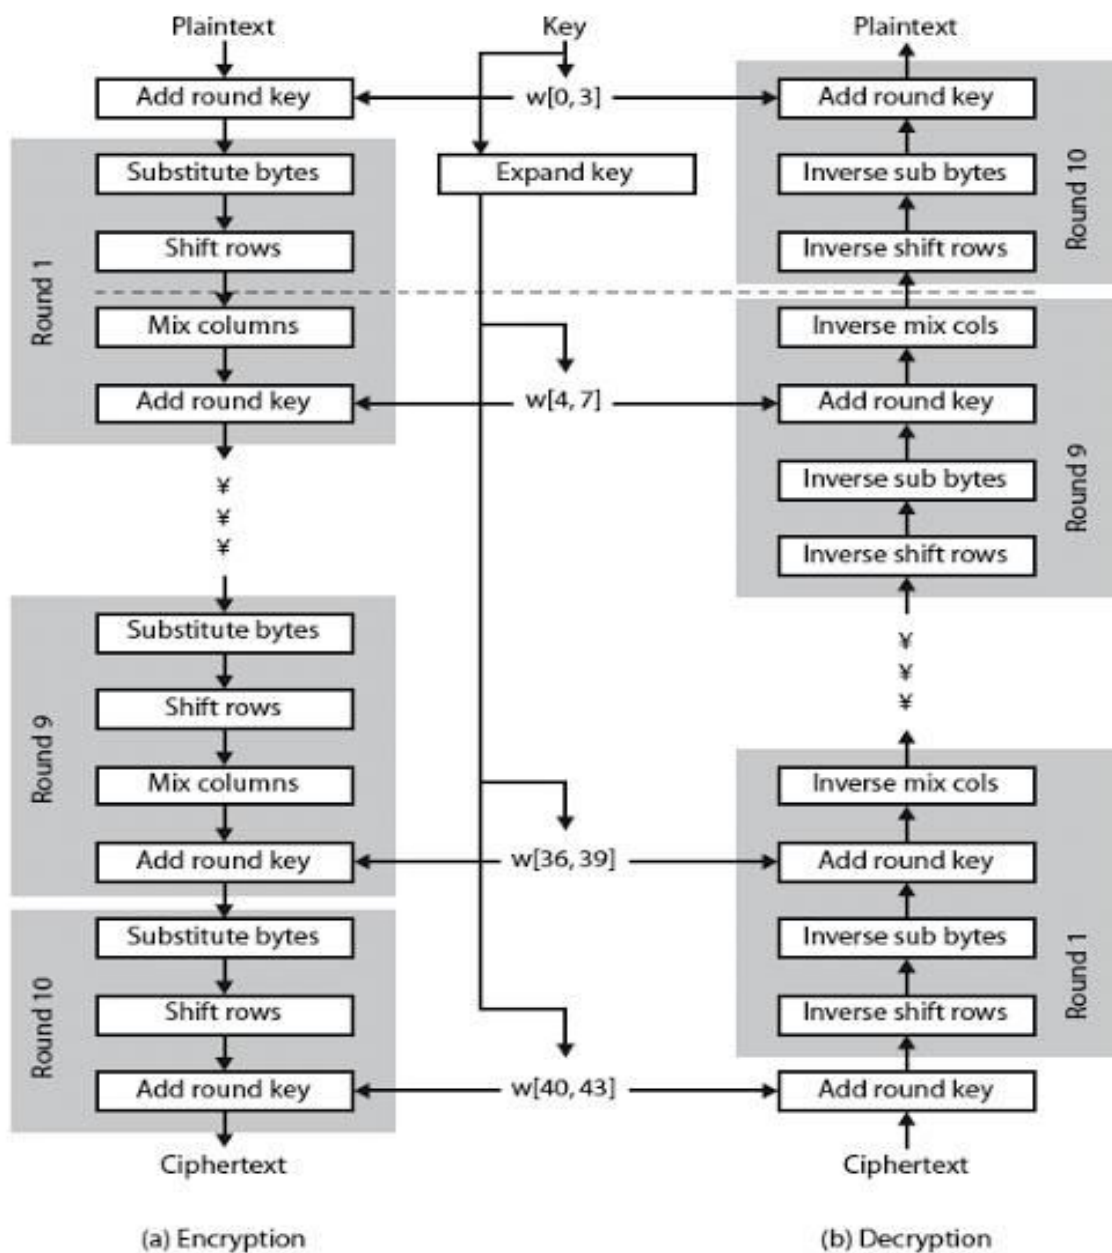 Plaintext
Key
Plaintext
Add round key
w[0, 3]
Add round key
Substitute bytes
Expand key
Inverse sub bytes
Round 10
Shift rows
Inverse shift rows
Round 1
Mix columns
Inverse mix cols
Add round key
w[4, 7]
Add round key
¥
Inverse sub bytes
Round 9
¥
¥
Inverse shift rows
Substitute bytes
¥
¥
¥
Shift rows
Round 9
Mix columns
Inverse mix cols
Add round key
w[36, 39]
Add round key
Substitute bytes
Inverse sub bytes
Round 1
Shift rows
Inverse shift rows
Round 10
Add round key
w[40, 43]
Add round key
Ciphertext
Ciphertext
(a) Encryption
(b) Decryption